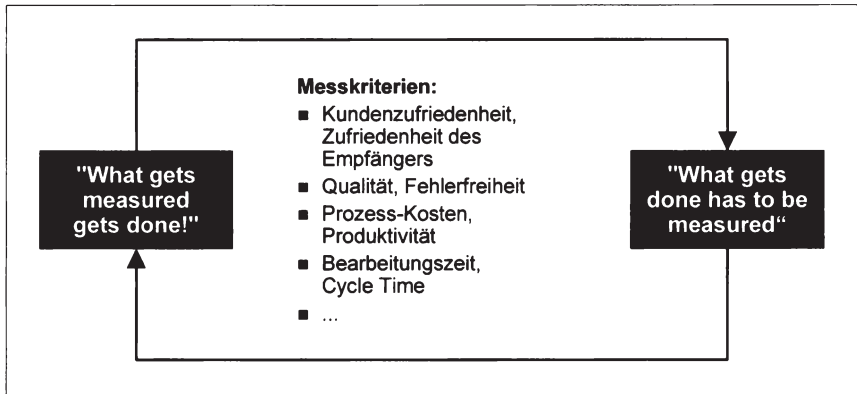 Messkriterien:
■ Kundenzufriedenheit,
Zufriedenheit des
Empfängers
■ Qualität, Fehlerfreiheit
■ Prozess-Kosten,
Produktivität
■ Bearbeitungszeit,
Cycle Time
■ ...
"What gets
measured
gets done!"
"What gets
done has to be
measured“